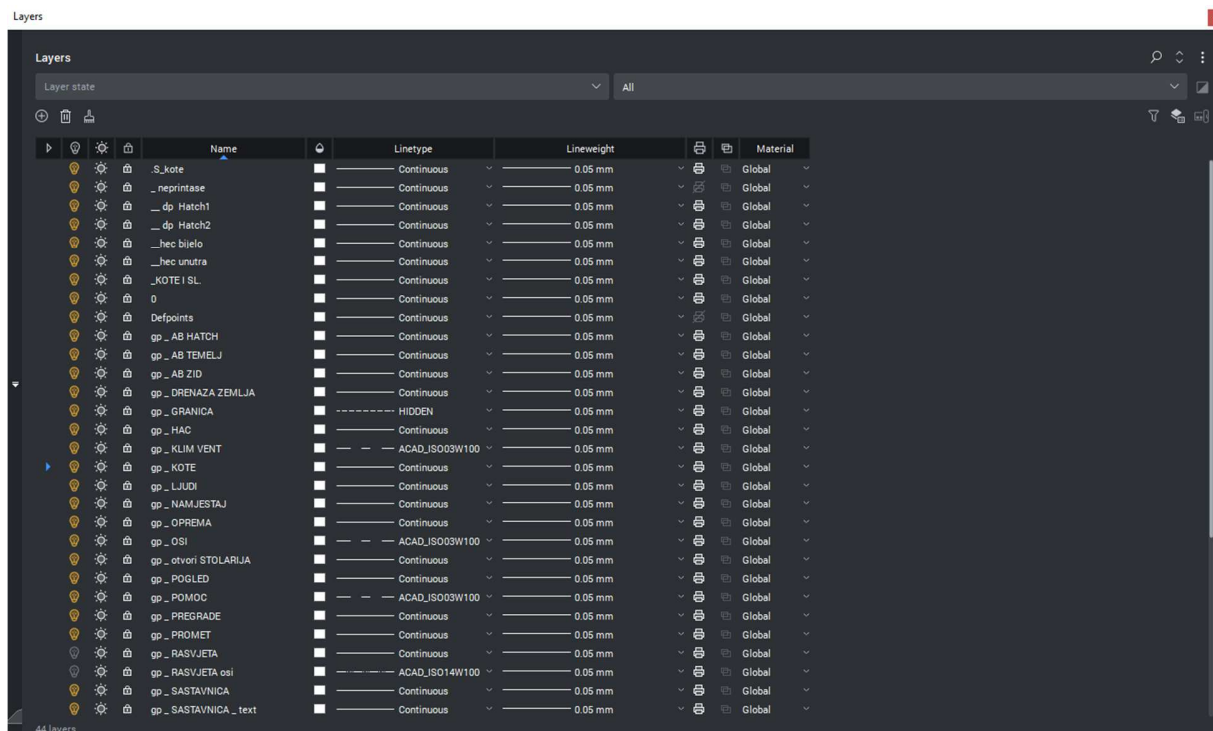 Layers
Layers
Layer state All
Name Linetype Lineweight Material
.S_kote Continuous 0.05 mm Global
_ neprintase Continuous 0.05 mm Global
__ dp Hatch1 Continuous 0.05 mm Global
__ dp Hatch2 Continuous 0.05 mm Global
__hec bijelo Continuous 0.05 mm Global
__hec unutra Continuous 0.05 mm Global
_KOTE I SL. Continuous 0.05 mm Global
0 Continuous 0.05 mm Global
Defpoints Continuous 0.05 mm Global
gp _ AB HATCH Continuous 0.05 mm Global
gp _ AB TEMELJ Continuous 0.05 mm Global
gp _ AB ZID Continuous 0.05 mm Global
gp _ DRENAZA ZEMLJA Continuous 0.05 mm Global
gp _ GRANICA HIDDEN 0.05 mm Global
gp _ HAC Continuous 0.05 mm Global
gp _ KLIM VENT ACAD_ISO03W100 0.05 mm Global
gp _ KOTE Continuous 0.05 mm Global
gp _ LJUDI Continuous 0.05 mm Global
gp _ NAMJESTAJ Continuous 0.05 mm Global
gp _ OPREMA Continuous 0.05 mm Global
gp _ OSI ACAD_ISO03W100 0.05 mm Global
gp _ otvori STOLARIJA Continuous 0.05 mm Global
gp _ POGLED Continuous 0.05 mm Global
gp _ POMOC ACAD_ISO03W100 0.05 mm Global
gp _ PREGRADE Continuous 0.05 mm Global
gp _ PROMET Continuous 0.05 mm Global
gp _ RASVJETA Continuous 0.05 mm Global
gp _ RASVJETA osi ACAD_ISO14W100 0.05 mm Global
gp _ SASTAVNICA Continuous 0.05 mm Global
gp _ SASTAVNICA _ text Continuous 0.05 mm Global
44 layers